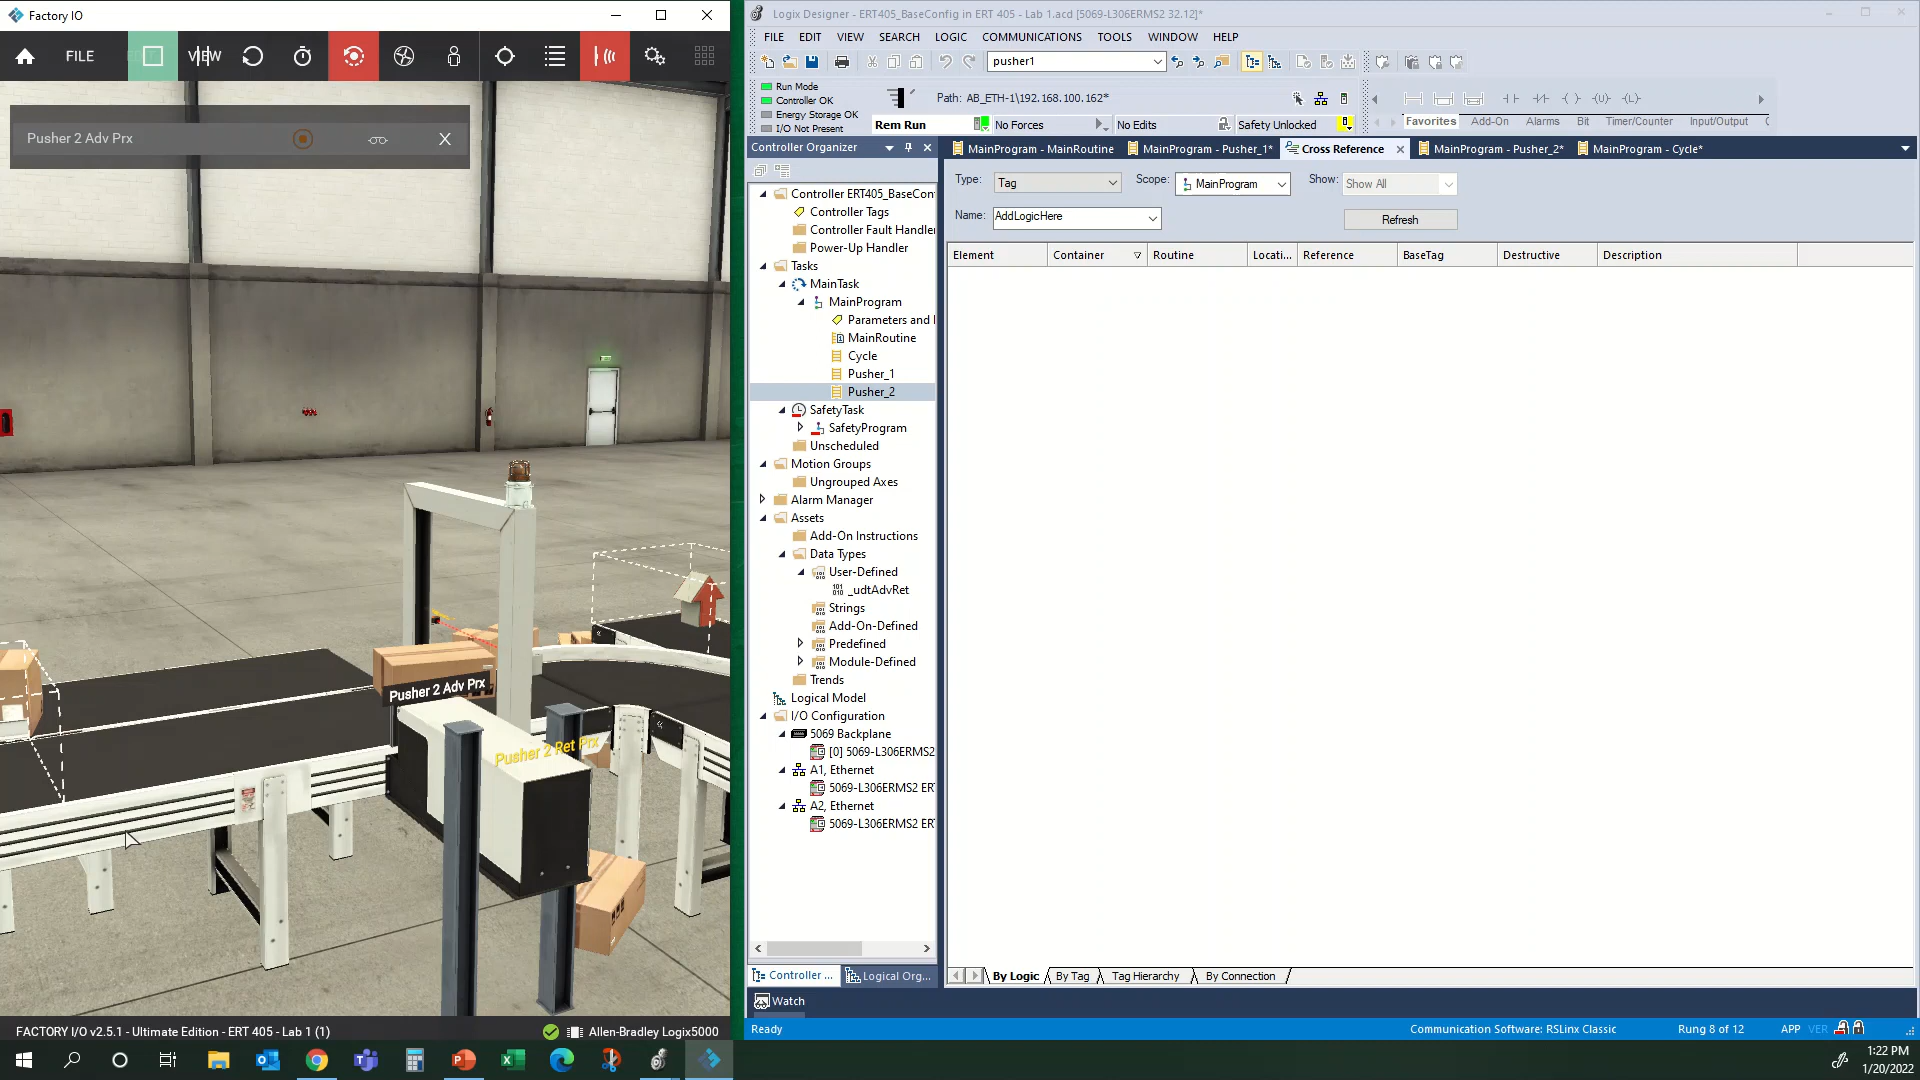 Factory IO
FILE
VIEW
Pusher 2 Adv Prx
X
Pusher 2 Adv Prx
Pusher 2 Ret Prx
FACTORY I/O v2.5.1 - Ultimate Edition - ERT 405 - Lab 1 (1)
Allen-Bradley Logix5000
Logix Designer - ERT405_BaseConfig in ERT 405 - Lab 1.acd [5069-L306ERMS2 32.12]*
FILE EDIT VIEW SEARCH LOGIC COMMUNICATIONS TOOLS WINDOW HELP
pusher1
Run Mode
Controller OK
Energy Storage OK
I/O Not Present
Path: AB_ETH-1\192.168.100.162*
Rem Run
No Forces
No Edits
Safety Unlocked
Favorites Add-On Alarms Bit Timer/Counter Input/Output
Controller Organizer
MainProgram - MainRoutine
MainProgram - Pusher_1*
Cross Reference
MainProgram - Pusher_2*
MainProgram - Cycle*
Controller ERT405_BaseConf
Controller Tags
Controller Fault Handler
Power-Up Handler
Tasks
MainTask
MainProgram
Parameters and
MainRoutine
Cycle
Pusher_1
Pusher_2
SafetyTask
SafetyProgram
Unscheduled
Motion Groups
Ungrouped Axes
Alarm Manager
Assets
Add-On Instructions
Data Types
User-Defined
_udtAdvRet
Strings
Add-On-Defined
Predefined
Module-Defined
Trends
Logical Model
I/O Configuration
5069 Backplane
[0] 5069-L306ERMS2
A1, Ethernet
5069-L306ERMS2 ER
A2, Ethernet
5069-L306ERMS2 ER
Controller ...
Logical Org...
Type: Tag
Scope: MainProgram
Show: Show All
Name: AddLogicHere
Refresh
Element Container Routine Locati... Reference BaseTag Destructive Description
By Logic By Tag Tag Hierarchy By Connection
Watch
Ready
Communication Software: RSLinx Classic
Rung 8 of 12
APP VER
1:22 PM
1/20/2022